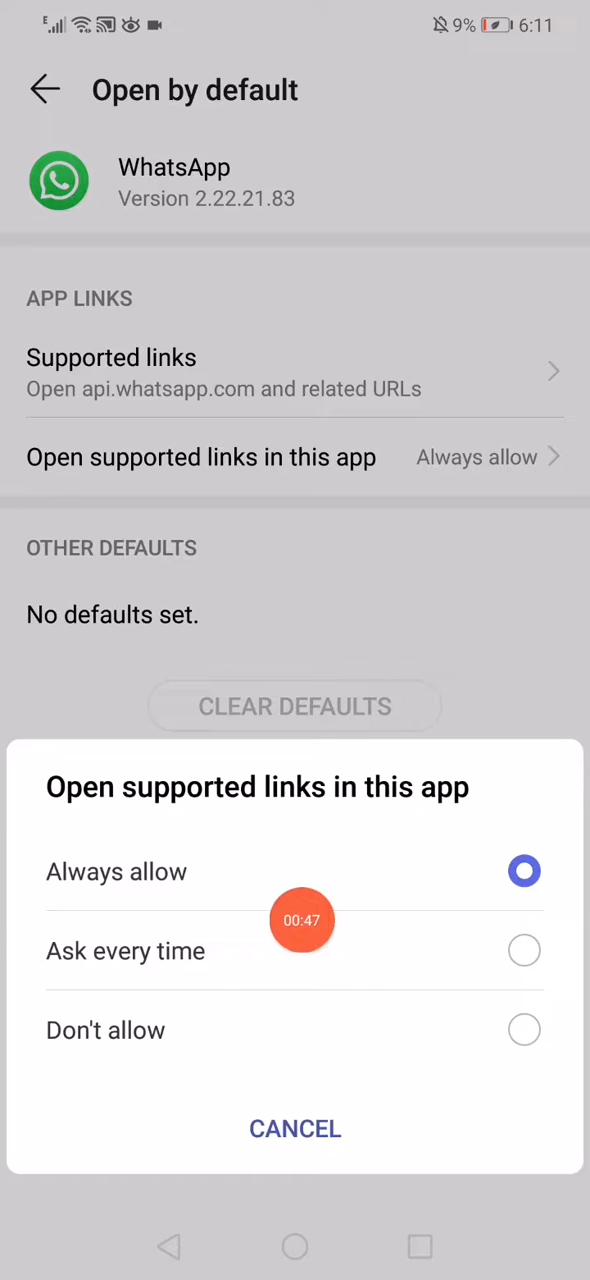 E 9% 6:11
Open by default
WhatsApp
Version 2.22.21.83
APP LINKS
Supported links
Open api.whatsapp.com and related URLs
Open supported links in this app Always allow
OTHER DEFAULTS
No defaults set.
CLEAR DEFAULTS
Open supported links in this app
Always allow
00:47
Ask every time
Don't allow
CANCEL